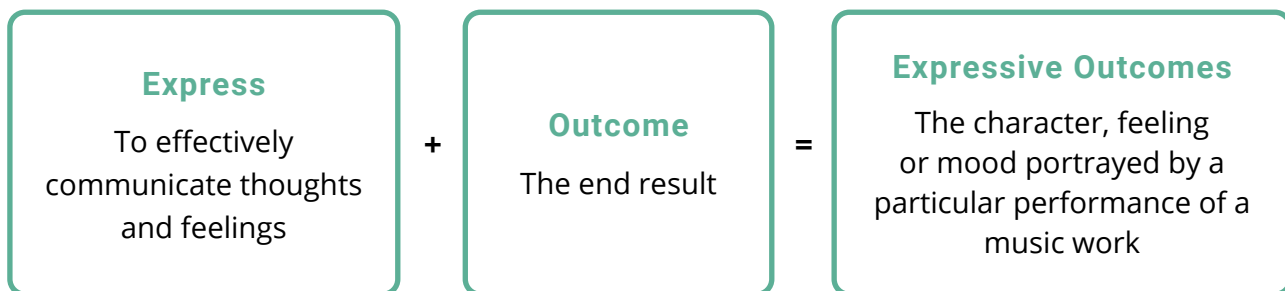 Express
To effectively
communicate thoughts
and feelings
+
Outcome
The end result
=
Expressive Outcomes
The character, feeling
or mood portrayed by a
particular performance of a
music work